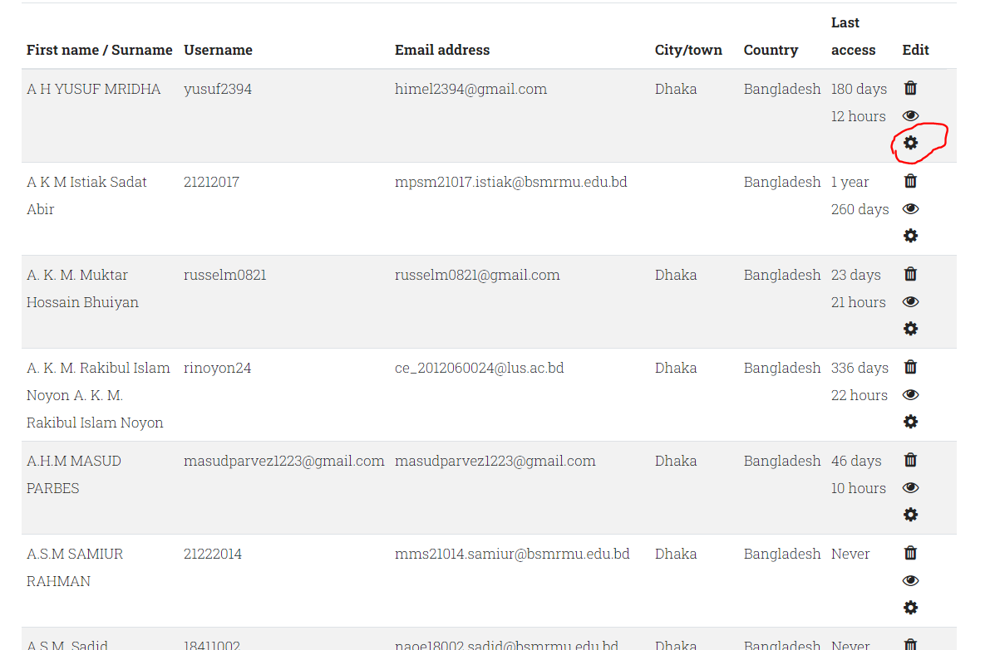 Last
First name / Surname Username Email address City/town Country access Edit
A H YUSUF MRIDHA yusuf2394 himel2394@gmail.com Dhaka Bangladesh 180 days
12 hours
A K M Istiak Sadat 21212017 mpsm21017.istiak@bsmrmu.edu.bd Bangladesh 1 year
Abir 260 days
A. K. M. Muktar russelm0821 russelm0821@gmail.com Dhaka Bangladesh 23 days
Hossain Bhuiyan 21 hours
A. K. M. Rakibul Islam rinoyon24 ce_2012060024@lus.ac.bd Dhaka Bangladesh 336 days
Noyon A. K. M. 22 hours
Rakibul Islam Noyon
A.H.M MASUD masudparvez1223@gmail.com masudparvez1223@gmail.com Dhaka Bangladesh 46 days
PARBES 10 hours
A.S.M SAMIUR 21222014 mms21014.samiur@bsmrmu.edu.bd Dhaka Bangladesh Never
RAHMAN
A.S.M. Sadid 18411002 naoe18002.sadid@bsmrmu.edu.bd Dhaka Bangladesh Never